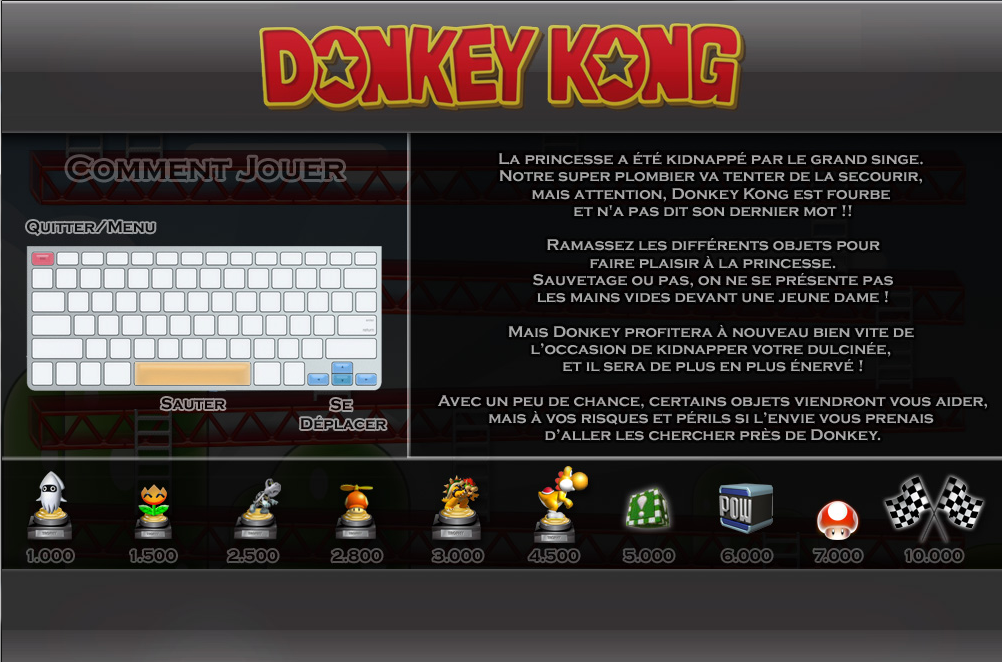 DONKEY KONG
COMMENT JOUER
QUITTER/MENU
SAUTER
SE
DÉPLACER
LA PRINCESSE A ÉTÉ KIDNAPPÉ PAR LE GRAND SINGE.
NOTRE SUPER PLOMBIER VA TENTER DE LA SECOURIR,
MAIS ATTENTION, DONKEY KONG EST FOURBE
ET N'A PAS DIT SON DERNIER MOT !!
RAMASSEZ LES DIFFÉRENTS OBJETS POUR
FAIRE PLAISIR À LA PRINCESSE.
SAUVETAGE OU PAS, ON NE SE PRÉSENTE PAS
LES MAINS VIDES DEVANT UNE JEUNE DAME !
MAIS DONKEY PROFITERA À NOUVEAU BIEN VITE DE
L'OCCASION DE KIDNAPPER VOTRE DULCINÉE,
ET IL SERA DE PLUS EN PLUS ÉNERVÉ !
AVEC UN PEU DE CHANCE, CERTAINS OBJETS VIENDRONT VOUS AIDER,
MAIS À VOS RISQUES ET PÉRILS SI L'ENVIE VOUS PRENAIS
D'ALLER LES CHERCHER PRÈS DE DONKEY.
POW
1.000 1.500 2.500 2.800 3.000 4.500 5.000 6.000 7.000 10.000